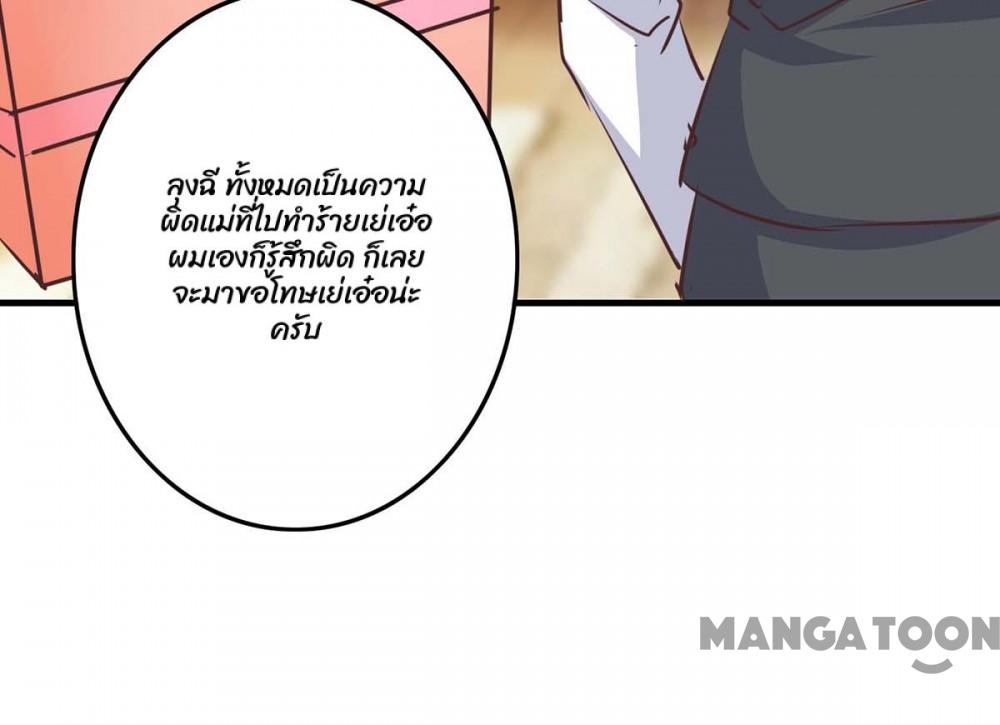 ลุงฉี ทั้งหมดเป็นความ
ผิดแม่ที่ไปทำร้ายเย่เอ๋อ
ผมเองก็รู้สึกผิด ก็เลย
จะมาขอโทษเย่เอ๋อน่ะ
ครับ
MANGATOON